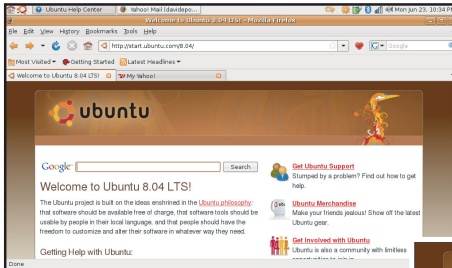 Ubuntu Help Center
Yahoo! Mail (davidepo...
Mon Jun 23, 10:34 PM
Welcome to Ubuntu 8.04 LTS! - Mozilla Firefox
File Edit View History Bookmarks Tools Help
http://start.ubuntu.com/8.04/
G Google
Most Visited Getting Started Latest Headlines
Welcome to Ubuntu 8.04 LTS!
My Yahoo!
ubuntu
Google
Search
Welcome to Ubuntu 8.04 LTS!
The Ubuntu project is built on the ideas enshrined in the Ubuntu philosophy:
that software should be available free of charge, that software tools should be
usable by people in their local language, and that people should have the
freedom to customize and alter their software in whatever way they need.
Getting Help with Ubuntu:
Get Ubuntu Support
Stumped by a problem? Find out how to get
help.
Ubuntu Merchandise
Make your friends jealous! Show off the latest
Ubuntu gear.
Get Involved with Ubuntu
Ubuntu is also a community with limitless
Done